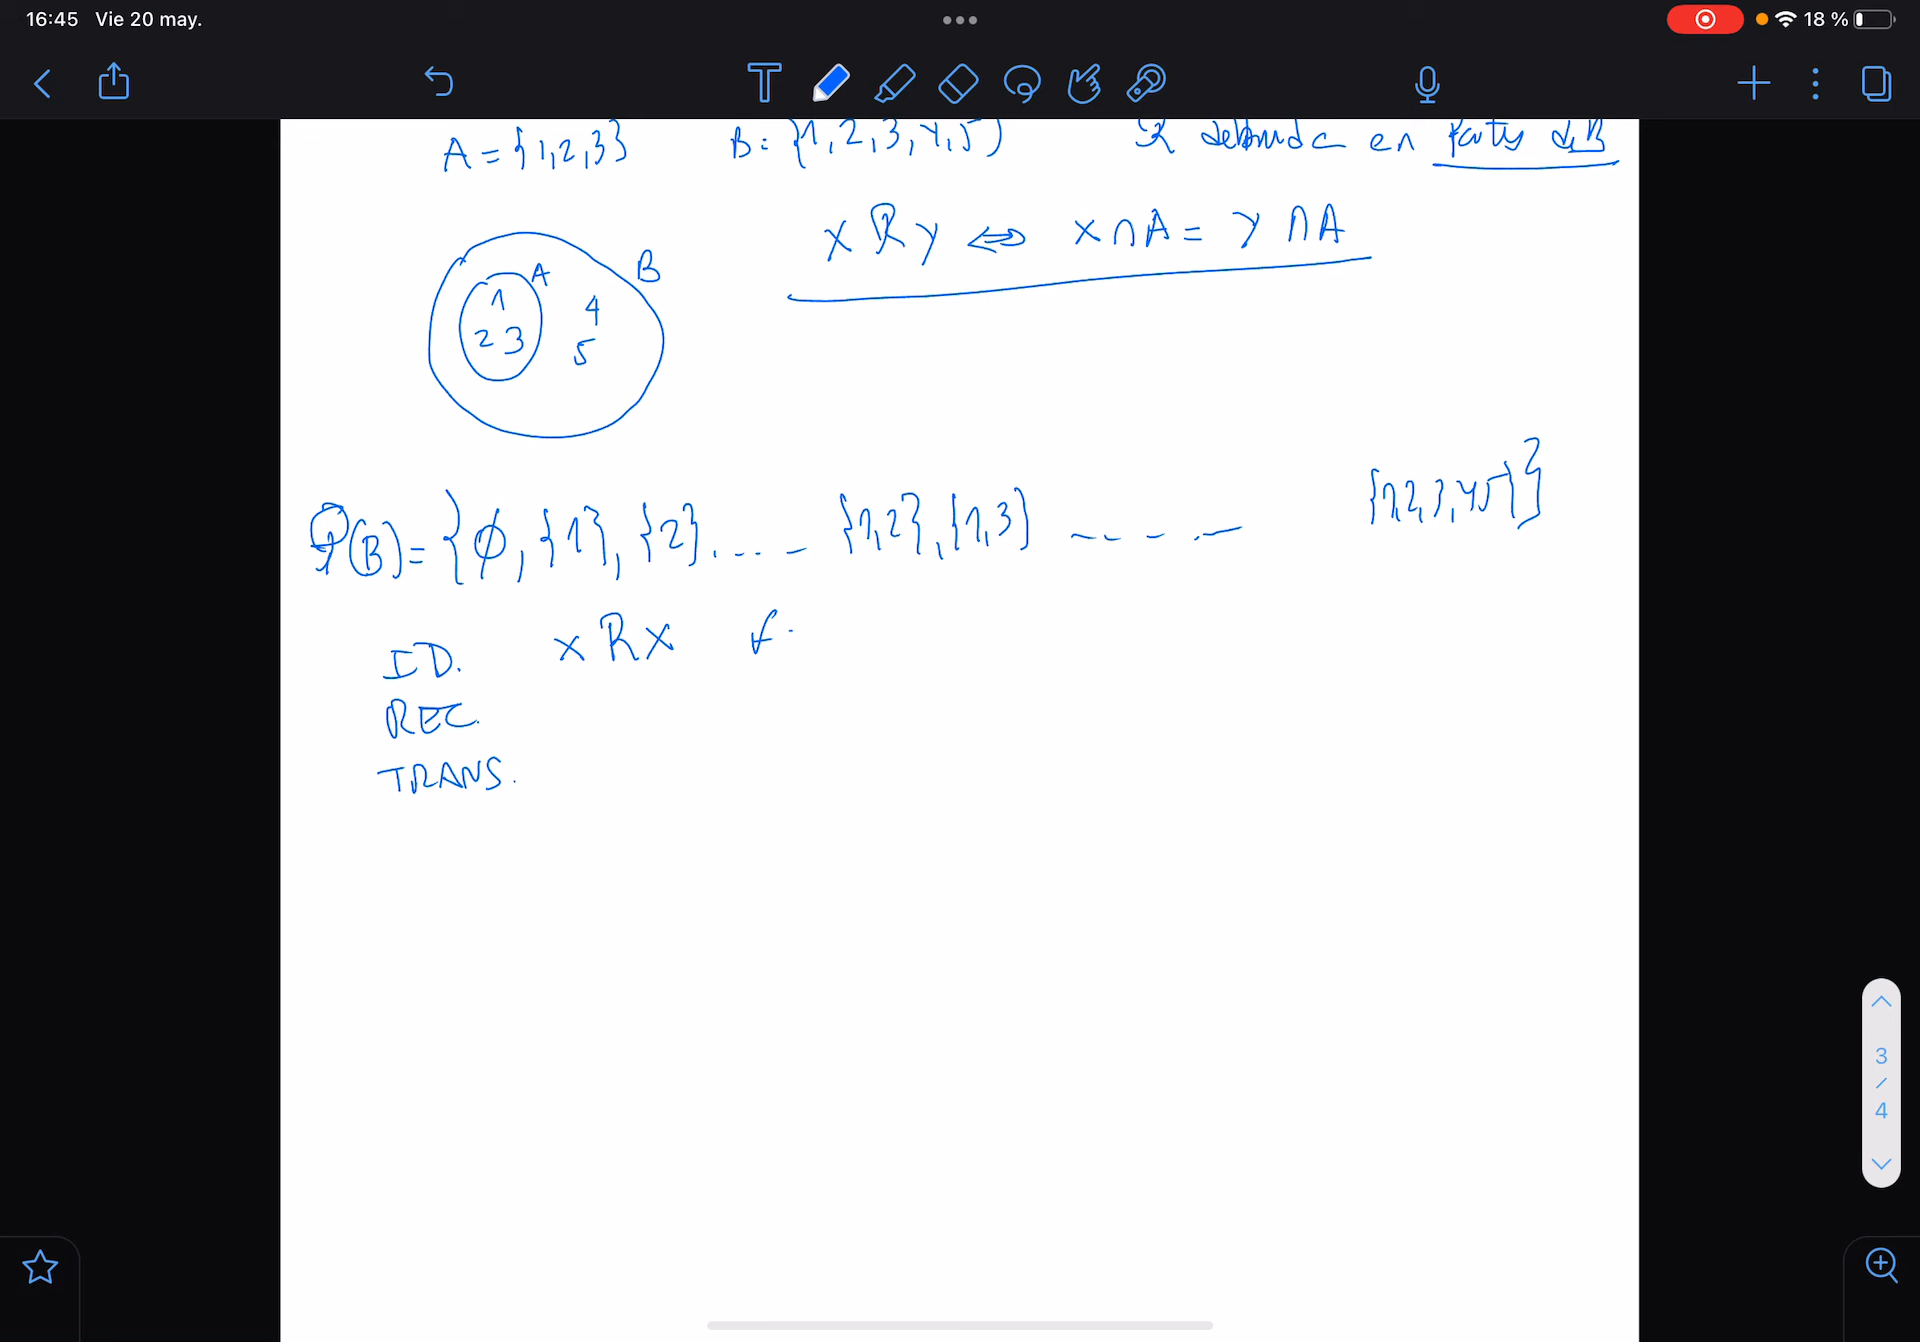 16:45 Vie 20 may. 18 %
A = {1,2,3} B: {1,2,3,4,5} R definida en partes de B
x R y ⇔ x ∩ A = y ∩ A
A B
1 4
2 3 5
P(B) = {∅, {1}, {2}, ... {1,2}, {1,3} ..... {1,2,3,4,5}}
ID. x R x
REC.
TRANS.
3
/
4